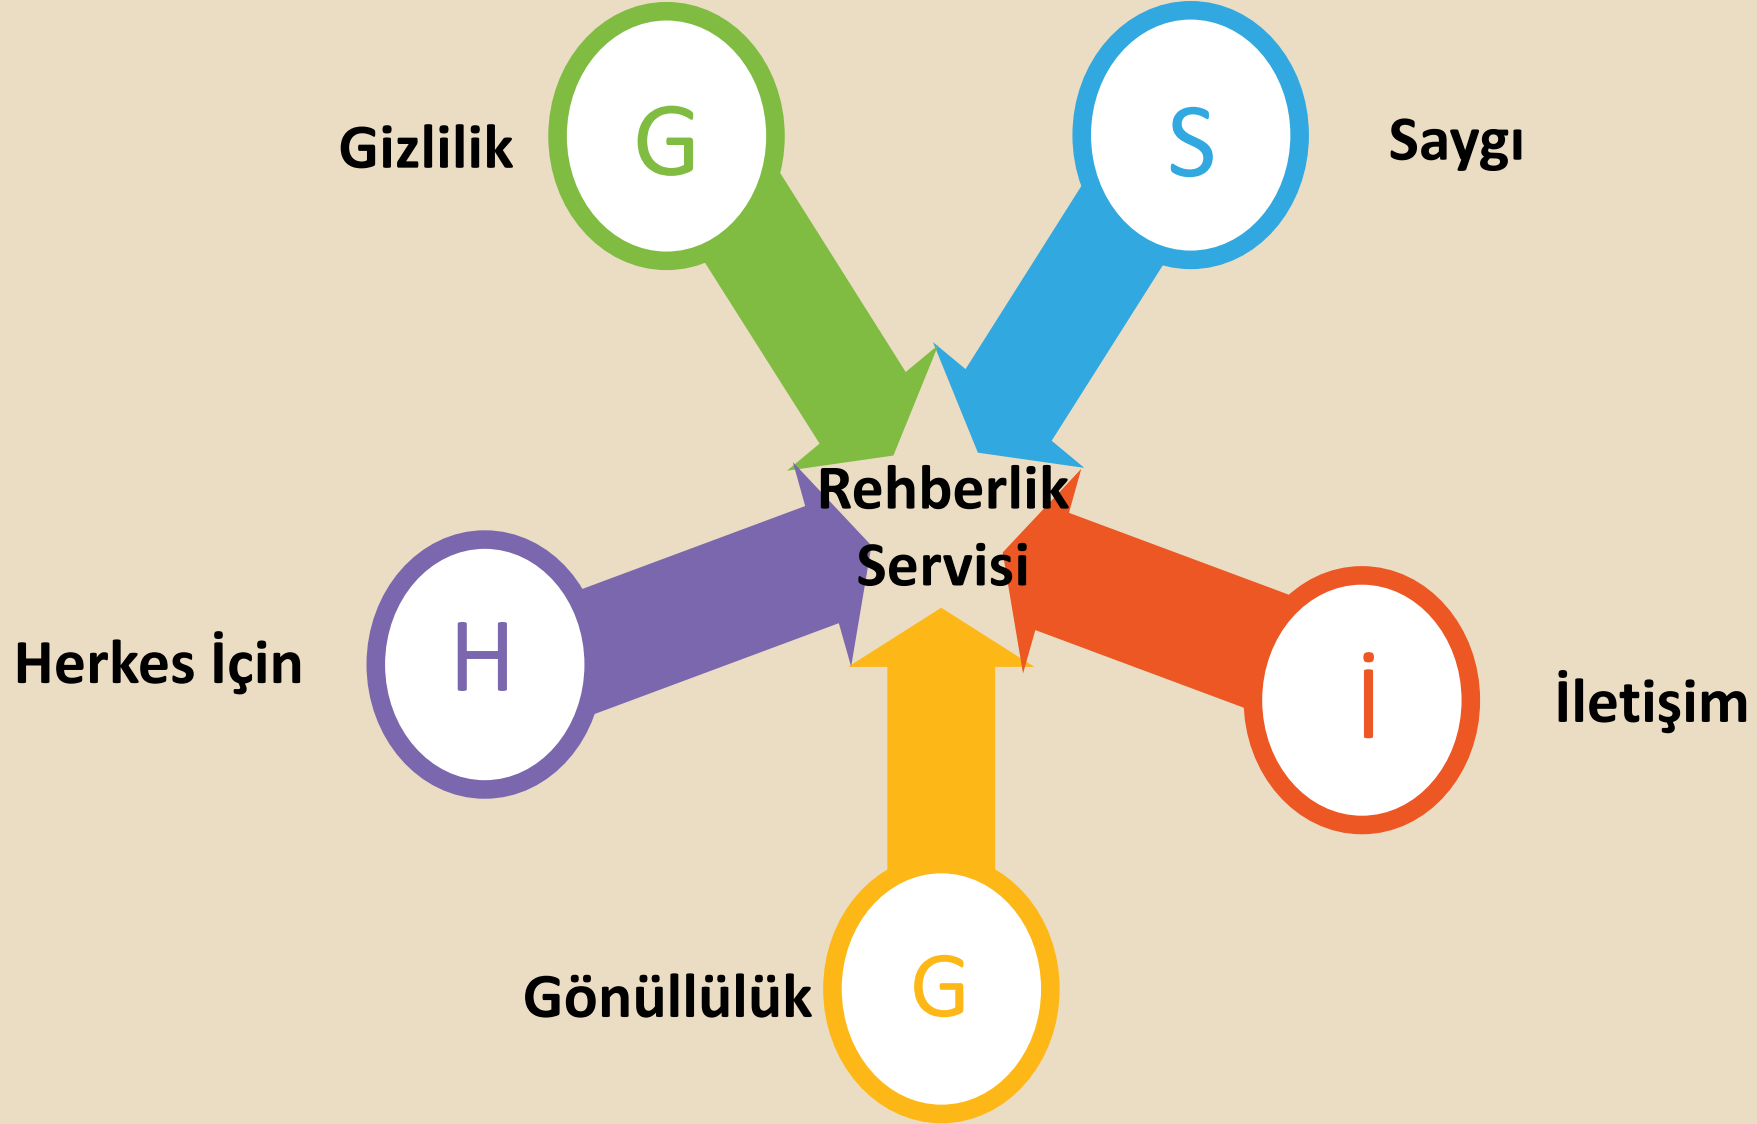 Gizlilik
G
S
Saygı
Rehberlik
Servisi
Herkes İçin
H
İ
İletişim
Gönüllülük
G